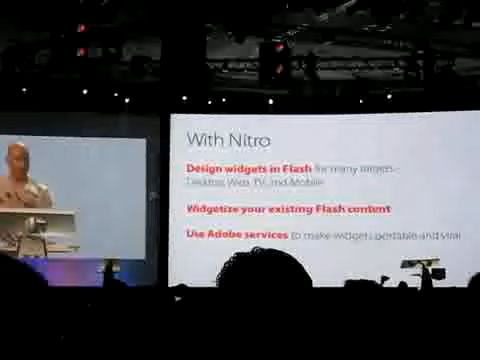 With Nitro
Design widgets in Flash for many targets -
Desktop, Web, TV, and Mobile
Widgetize your existing Flash content
Use Adobe services to make widgets portable and viral